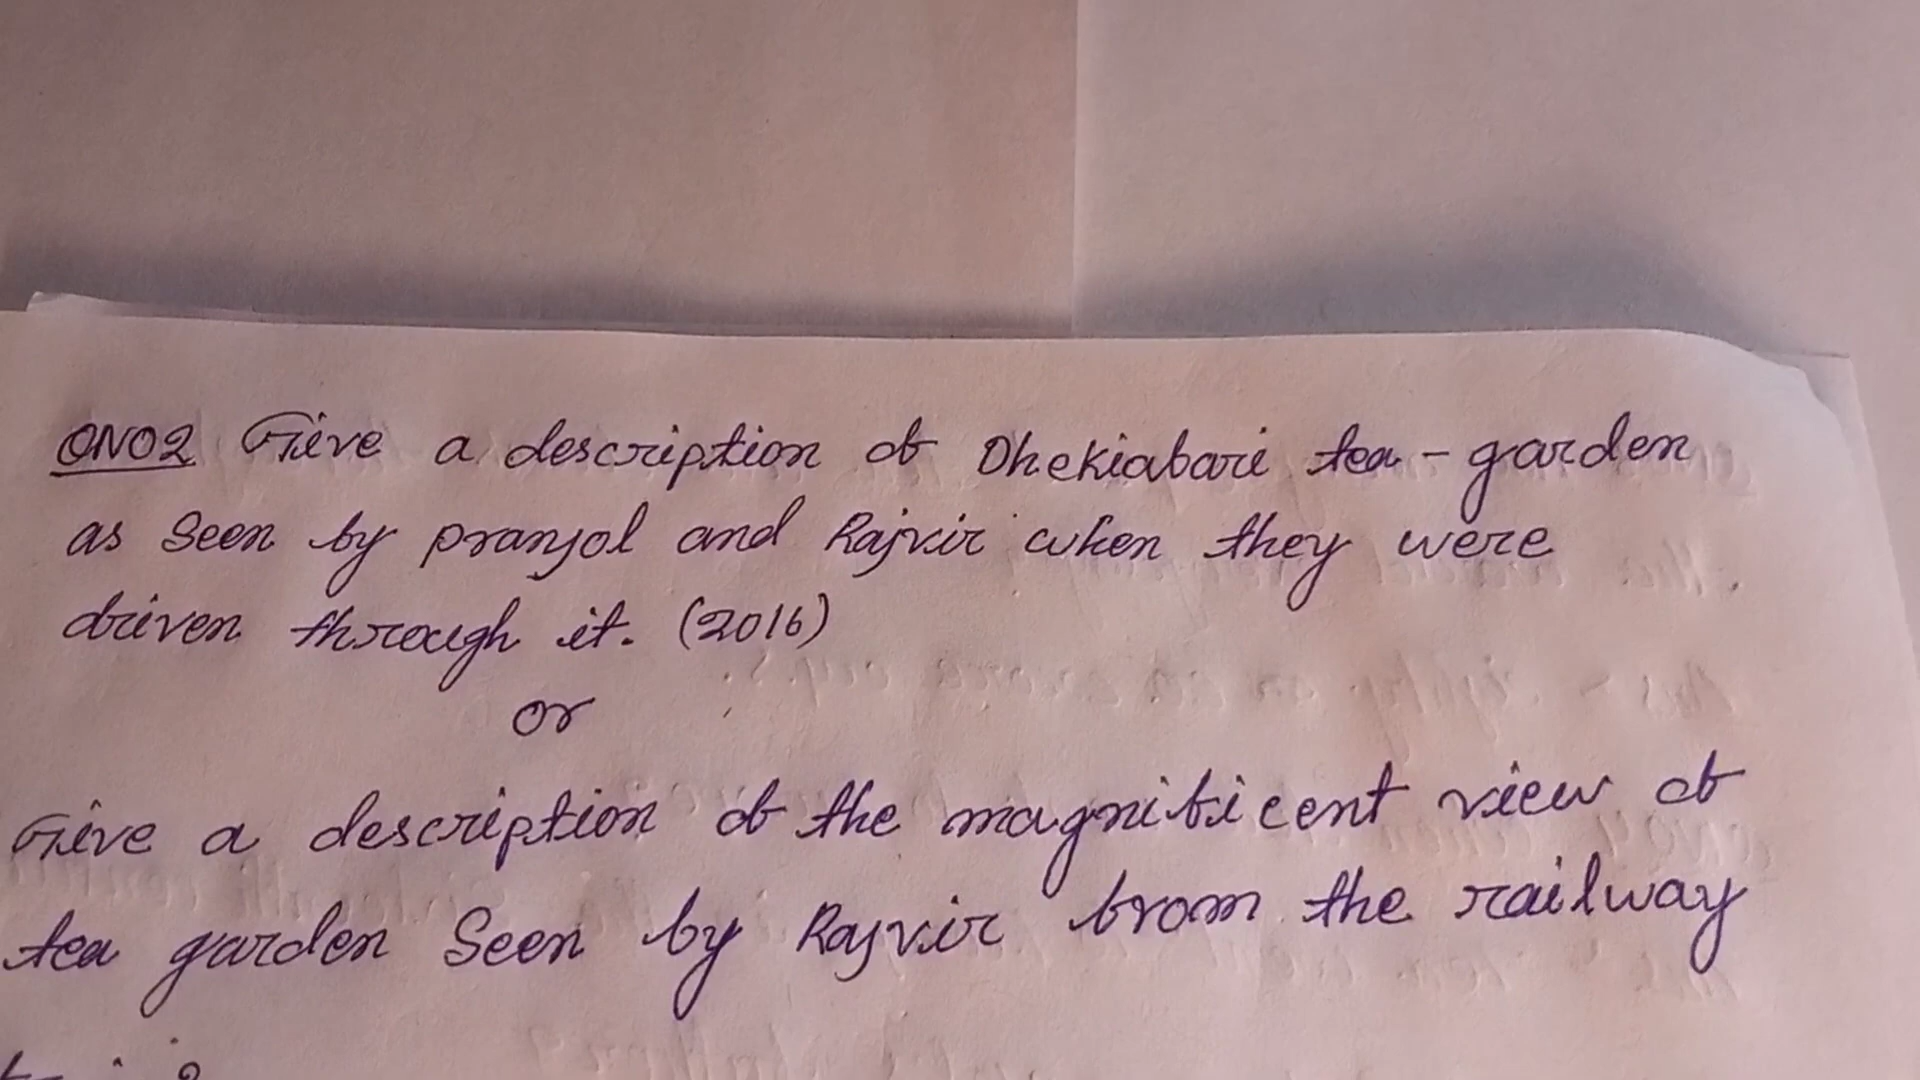 QNO2 Give a description of Dhekiabari tea-garden
as Seen by pranjol and Rajvir when they were
driven through it. (2016)
or
Give a description of the magnificent view of
tea garden Seen by Rajvir from the railway